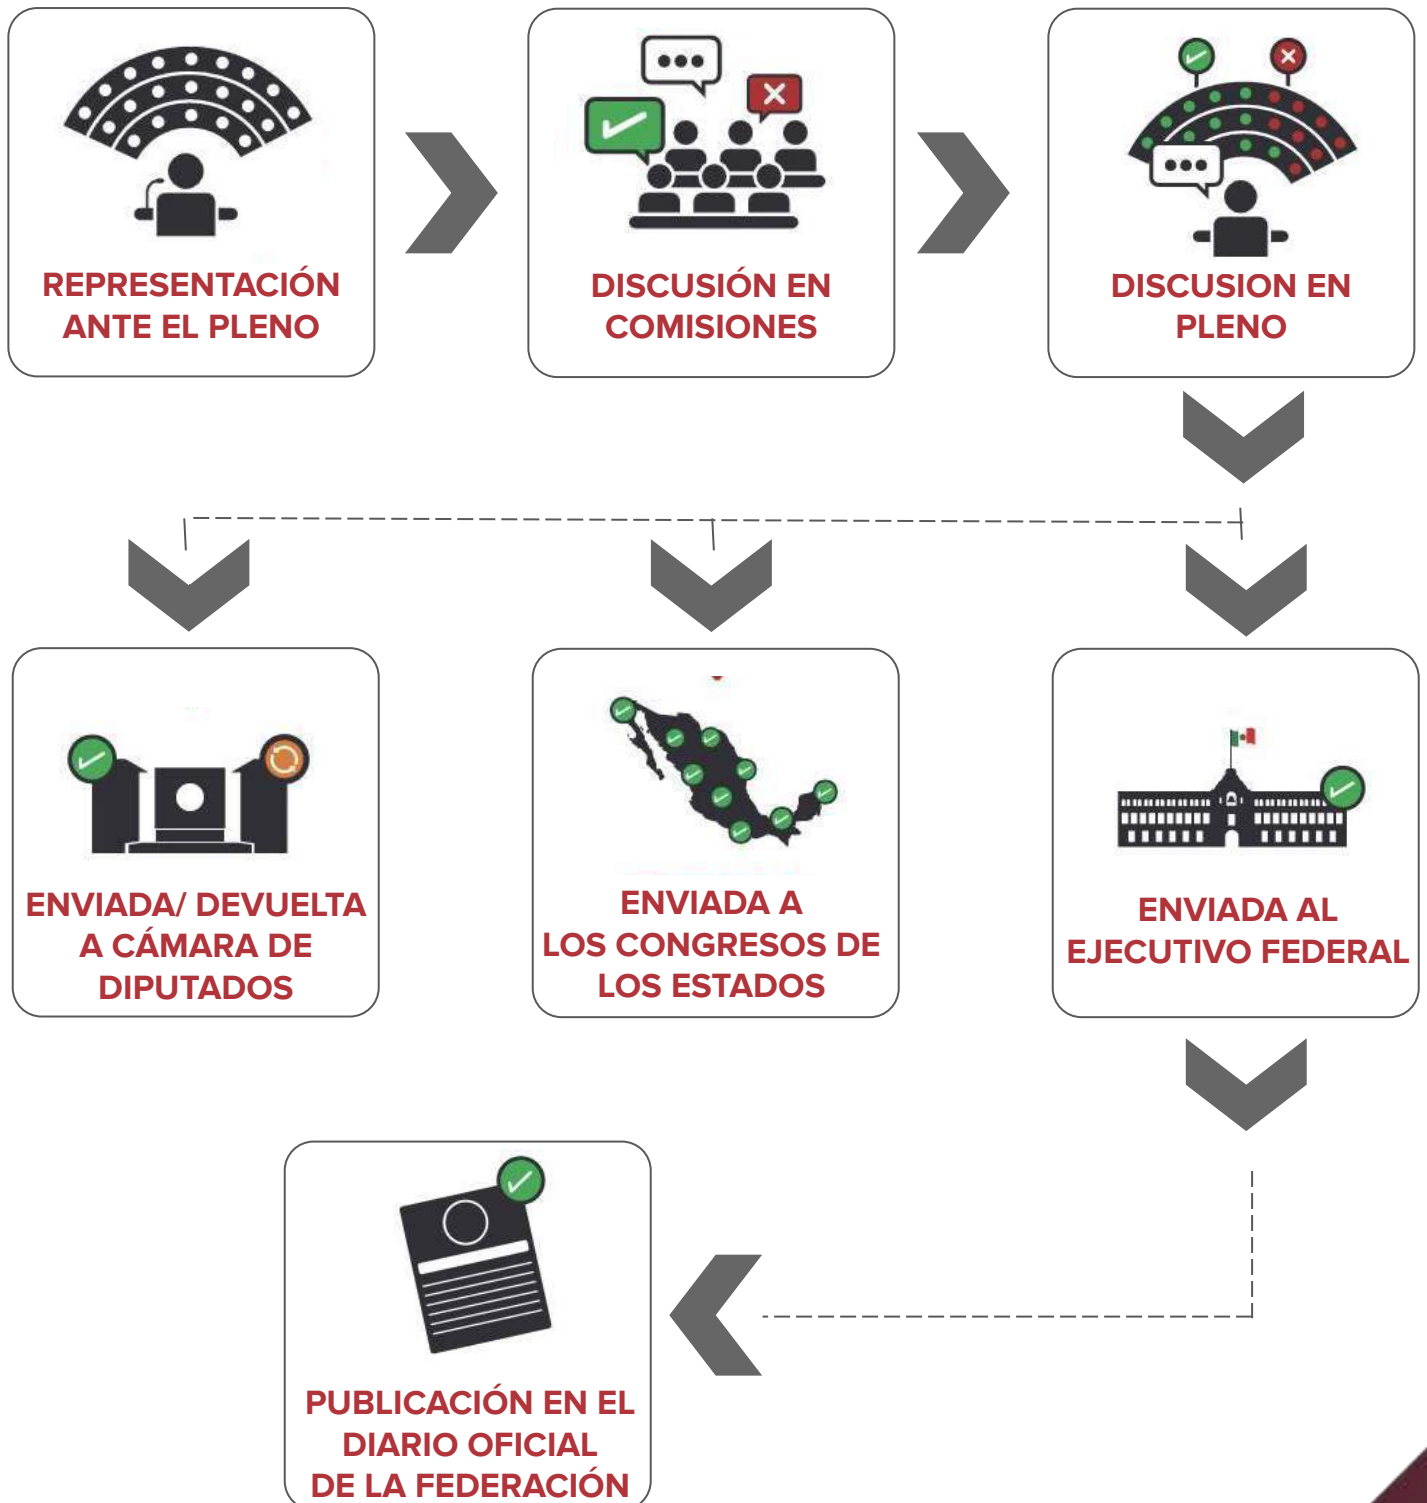 REPRESENTACIÓN
ANTE EL PLENO
DISCUSIÓN EN
COMISIONES
DISCUSION EN
PLENO
ENVIADA/ DEVUELTA
A CÁMARA DE
DIPUTADOS
ENVIADA A
LOS CONGRESOS DE
LOS ESTADOS
ENVIADA AL
EJECUTIVO FEDERAL
PUBLICACIÓN EN EL
DIARIO OFICIAL
DE LA FEDERACIÓN